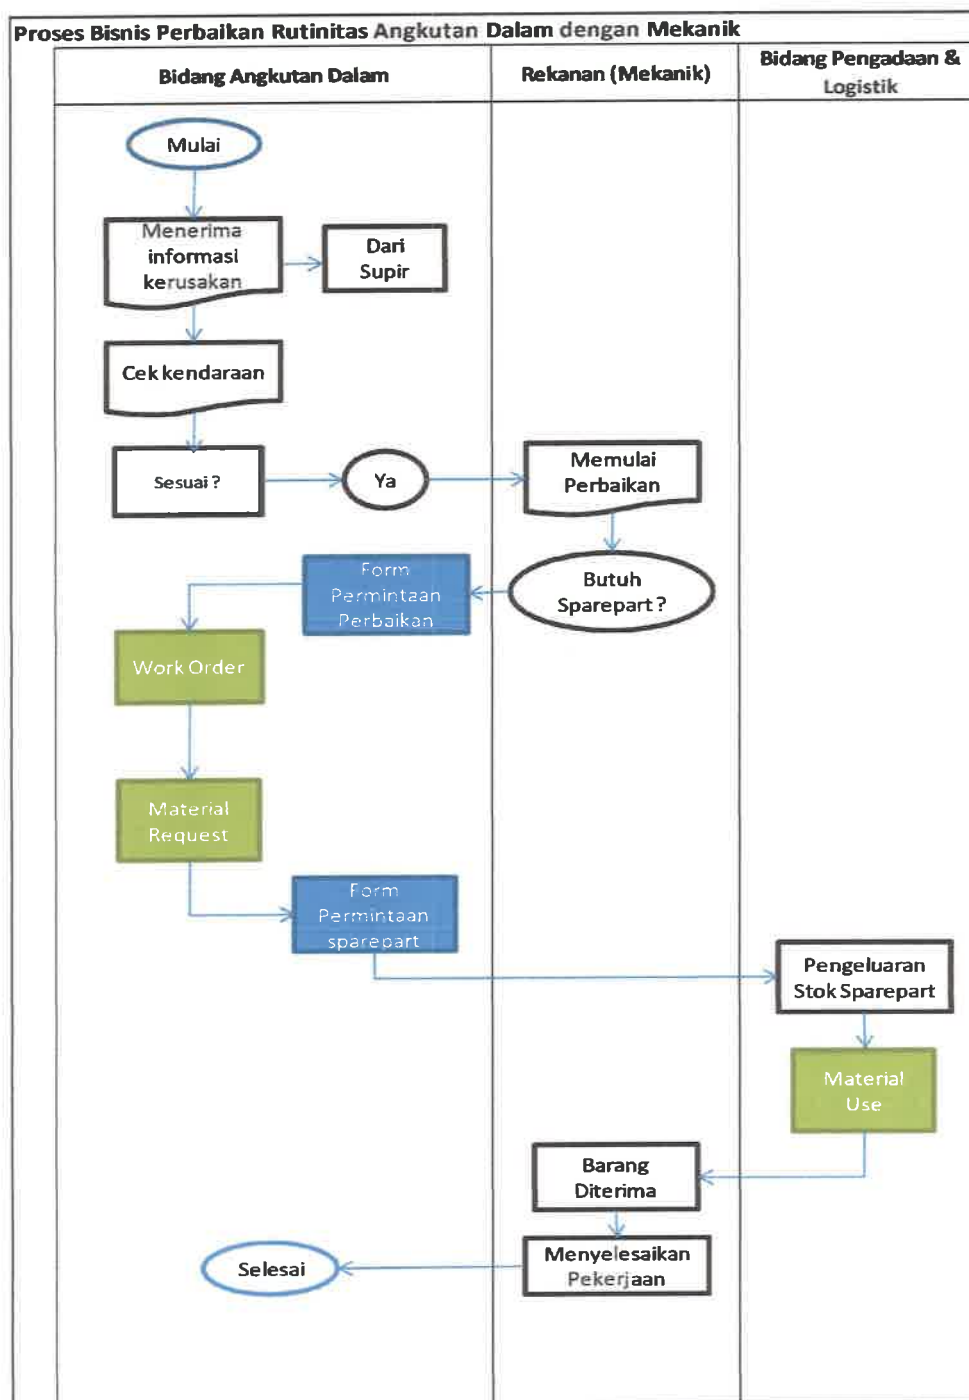 Proses Bisnis Perbaikan Rutinitas Angkutan Dalam dengan Mekanik
Bidang Angkutan Dalam
Rekanan (Mekanik)
Bidang Pengadaan &
Logistik
Mulai
Menerima
informasi
kerusakan
Dari
Supir
Cek kendaraan
Sesuai ?
Ya
Memulai
Perbaikan
Butuh
Sparepart ?
Form
Permintaan
Perbaikan
Work Order
Material
Request
Form
Permintaan
sparepart
Pengeluaran
Stok Sparepart
Material
Use
Barang
Diterima
Menyelesaikan
Pekerjaan
Selesai